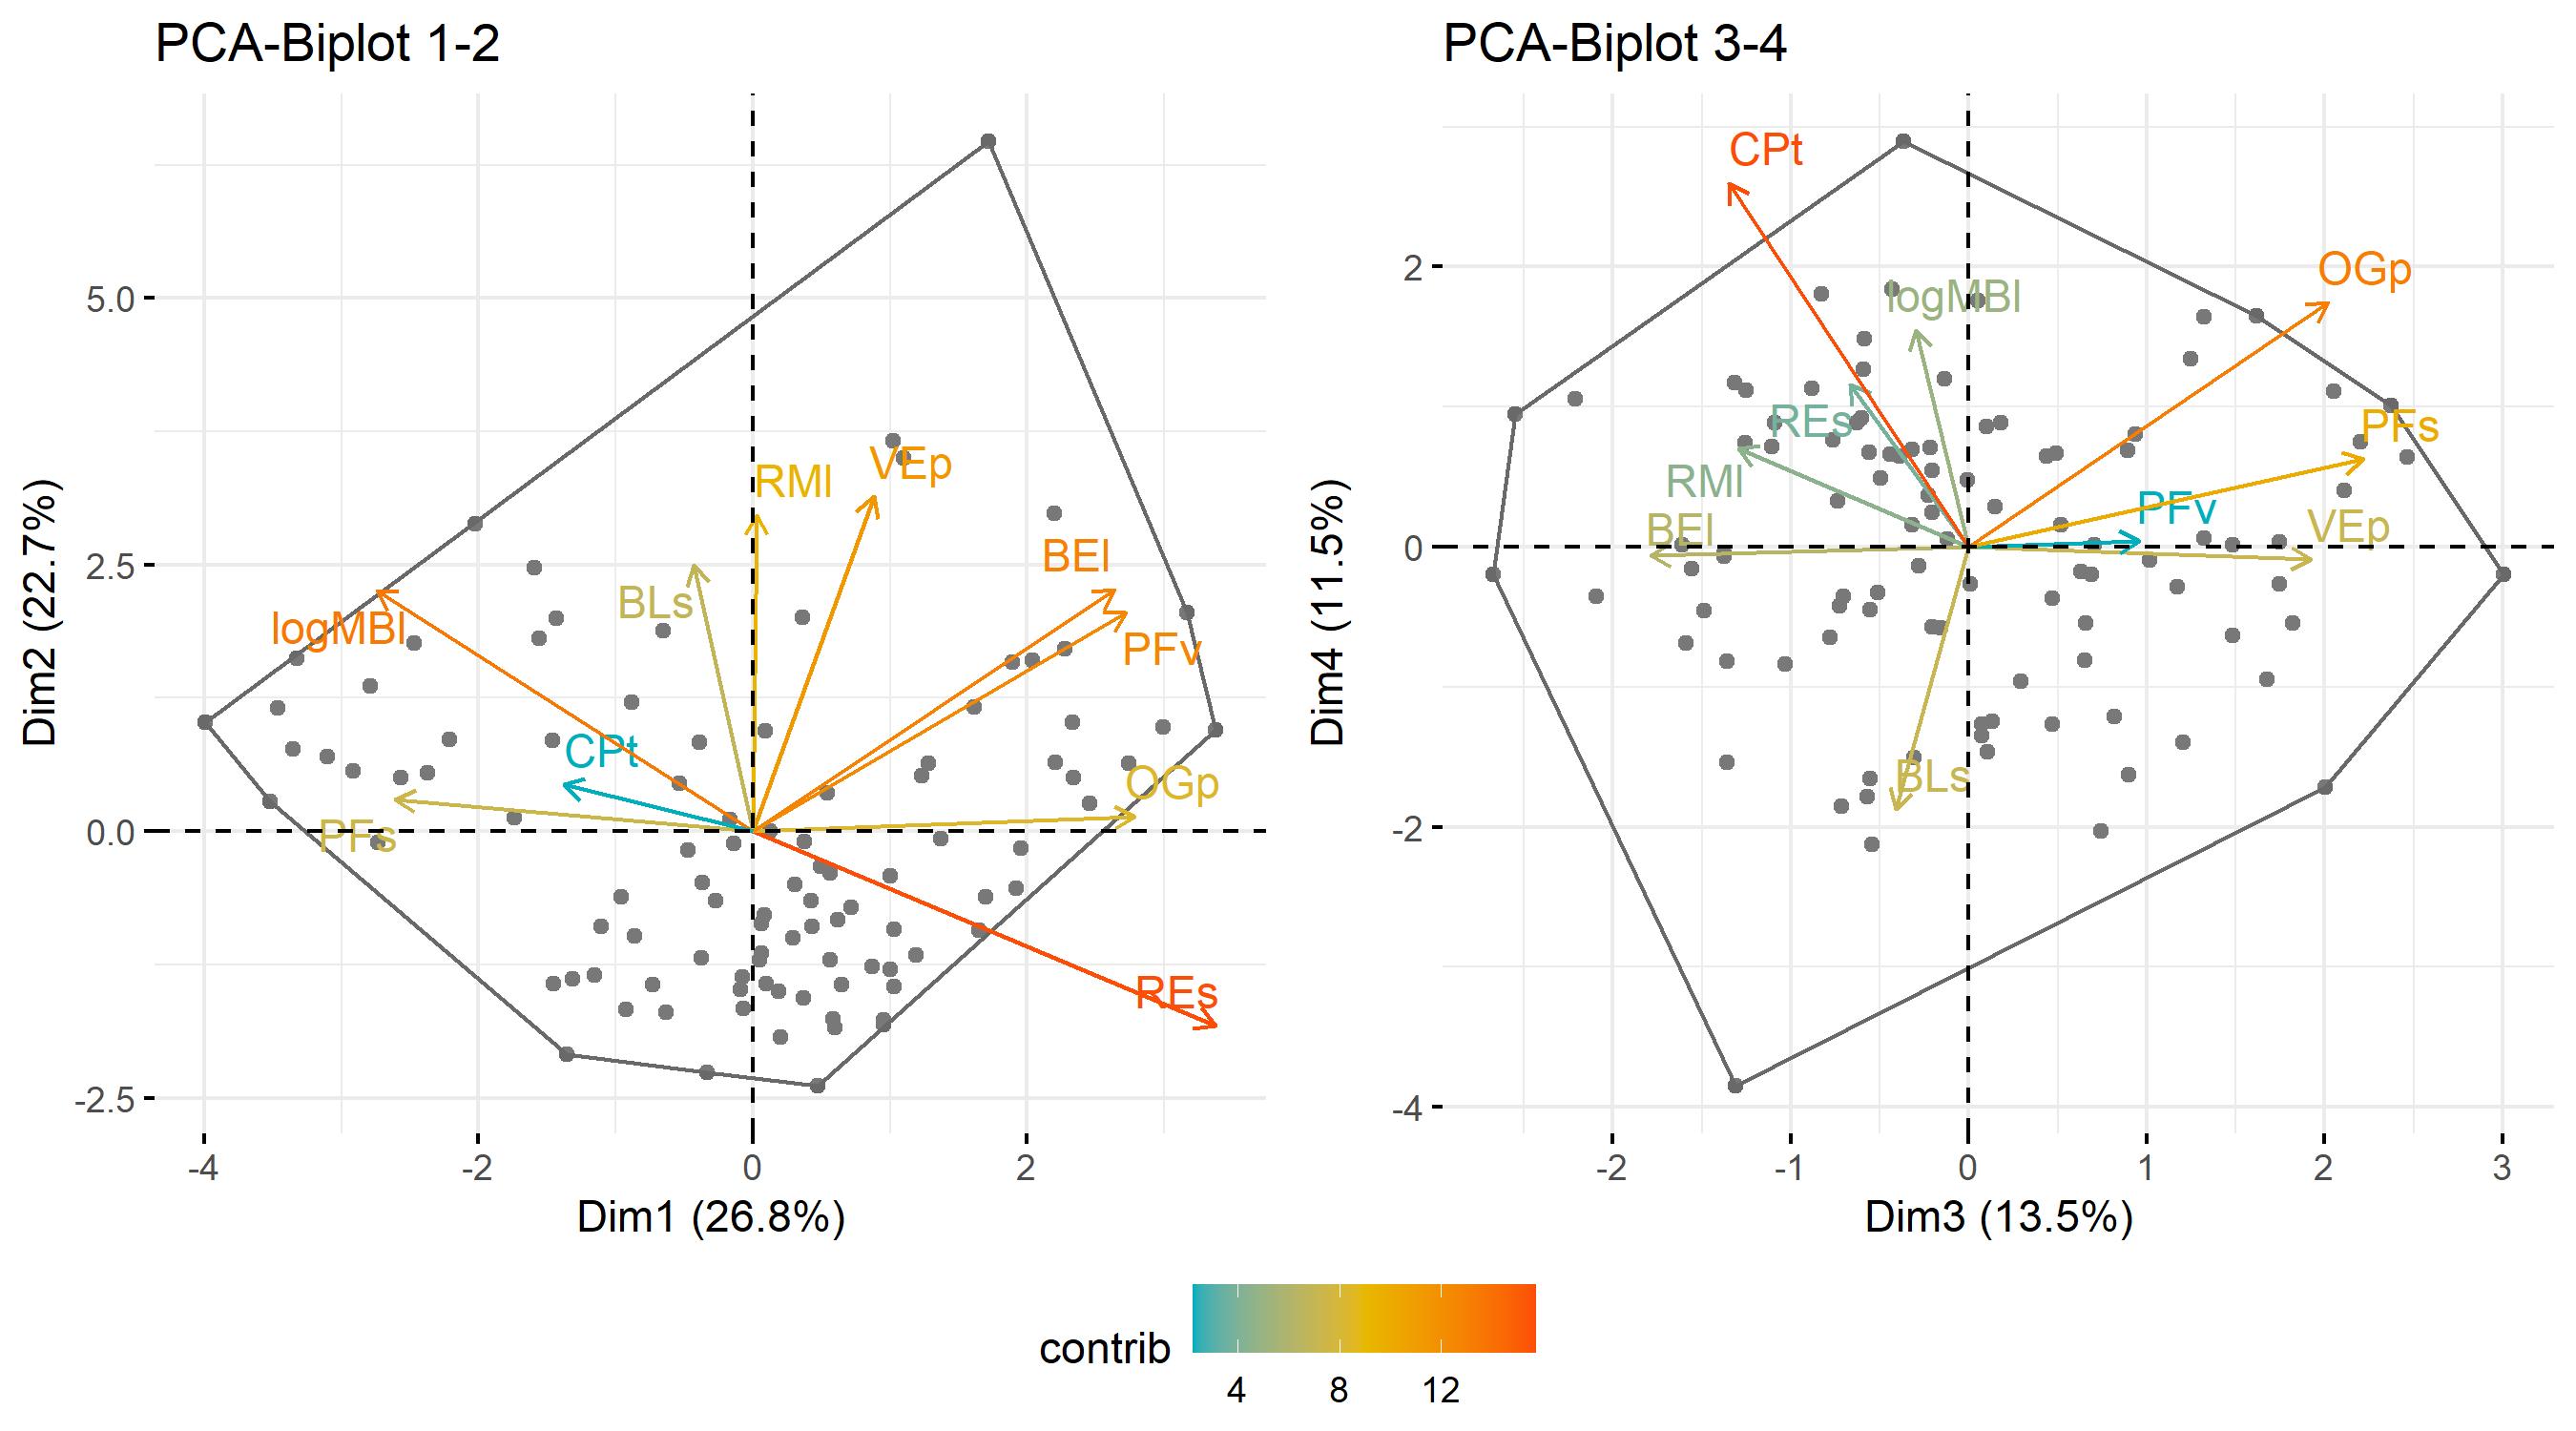 PCA-Biplot 1-2
5.0
2.5
0.0
-2.5
Dim2 (22.7%)
RMI
VEp
BEI
BLs
logMBI
PFv
CPt
OGp
PFs
REs
-4
-2
0
2
Dim1 (26.8%)
PCA-Biplot 3-4
2
0
-2
-4
Dim4 (11.5%)
CPt
OGp
logMBI
REs
PFs
RMI
PFv
BEI
VEp
BLs
-2
-1
0
1
2
3
Dim3 (13.5%)
contrib
4
8
12